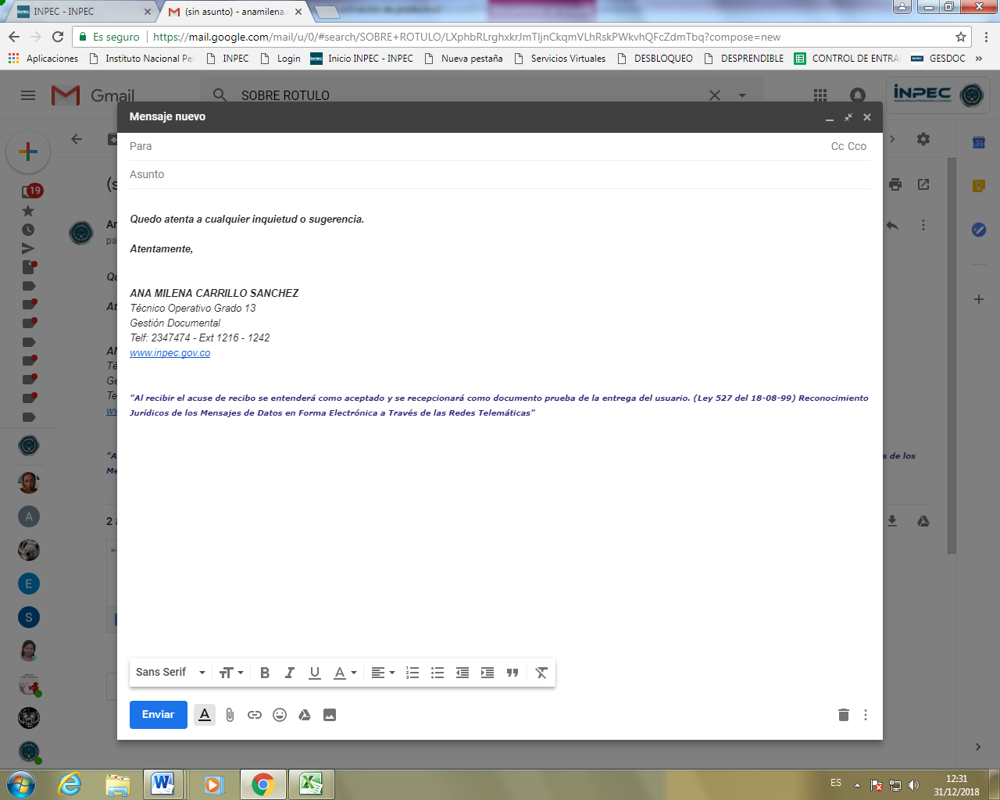 INPEC - INPEC
(sin asunto) - anamilena.
Es seguro
https://mail.google.com/mail/u/0/#search/SOBRE+ROTULO/LXphbRLrghxkrJmTljnCkqmVLhRskPWkvhQFcZdmTbq?compose=new
Aplicaciones
Instituto Nacional Pe
INPEC
Login
Inicio INPEC - INPEC
Nueva pestaña
Servicios Virtuales
DESBLOQUEO
DESPRENDIBLE
CONTROL DE ENTRA
GESDOC
»
Gmail
SOBRE ROTULO
INPEC
Mensaje nuevo
Para
Cc Cco
Asunto
19
31
Quedo atenta a cualquier inquietud o sugerencia.
Atentamente,
ANA MILENA CARRILLO SANCHEZ
Técnico Operativo Grado 13
Gestión Documental
Telf: 2347474 - Ext 1216 - 1242
www.inpec.gov.co
"Al recibir el acuse de recibo se entenderá como aceptado y se recepcionará como documento prueba de la entrega del usuario. (Ley 527 del 18-08-99) Reconocimiento
Jurídicos de los Mensajes de Datos en Forma Electrónica a Través de las Redes Telemáticas"
s de los
A
E
S
Sans Serif
Enviar
ES
12:31
31/12/2018